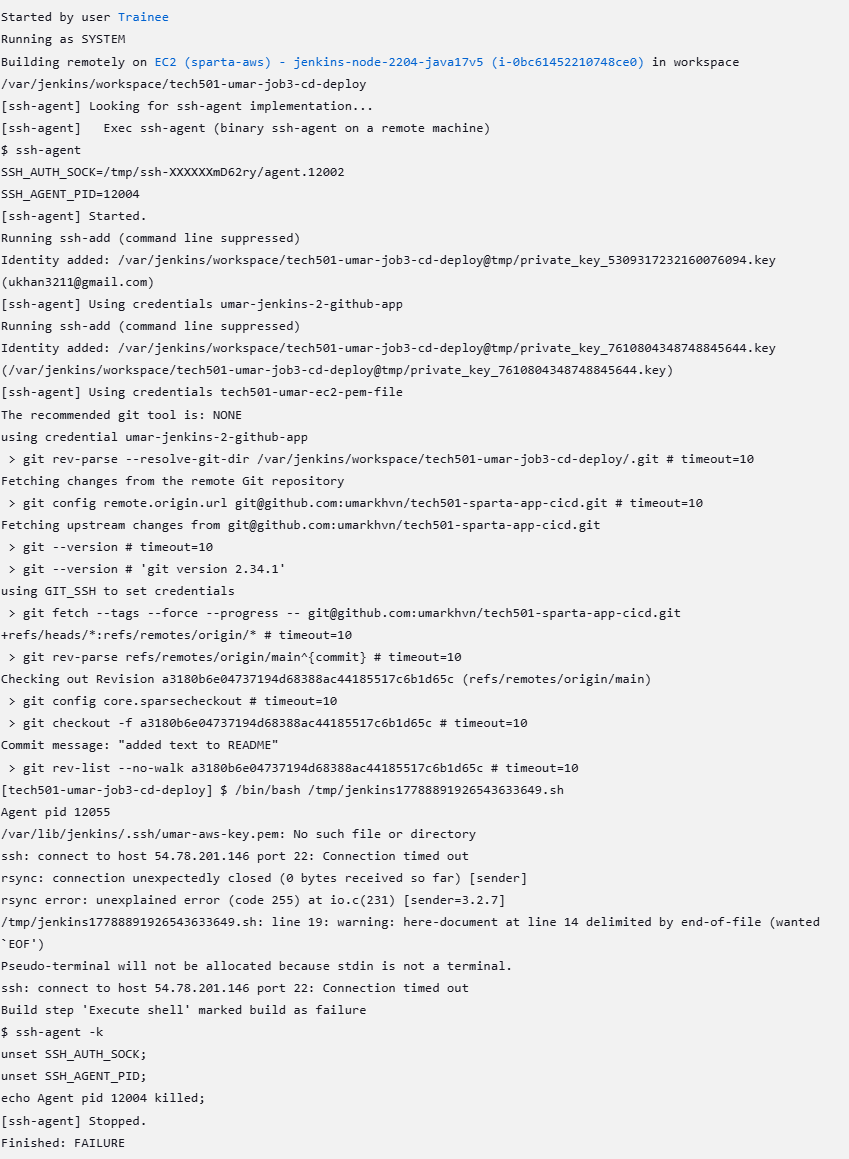 Started by user Trainee
Running as SYSTEM
Building remotely on EC2 (sparta-aws) - jenkins-node-2204-java17v5 (i-0bc61452210748ce0) in workspace
/var/jenkins/workspace/tech501-umar-job3-cd-deploy
[ssh-agent] Looking for ssh-agent implementation...
[ssh-agent]   Exec ssh-agent (binary ssh-agent on a remote machine)
$ ssh-agent
SSH_AUTH_SOCK=/tmp/ssh-XXXXXXmD62ry/agent.12002
SSH_AGENT_PID=12004
[ssh-agent] Started.
Running ssh-add (command line suppressed)
Identity added: /var/jenkins/workspace/tech501-umar-job3-cd-deploy@tmp/private_key_5309317232160076094.key
(ukhan3211@gmail.com)
[ssh-agent] Using credentials umar-jenkins-2-github-app
Running ssh-add (command line suppressed)
Identity added: /var/jenkins/workspace/tech501-umar-job3-cd-deploy@tmp/private_key_7610804348748845644.key
(/var/jenkins/workspace/tech501-umar-job3-cd-deploy@tmp/private_key_7610804348748845644.key)
[ssh-agent] Using credentials tech501-umar-ec2-pem-file
The recommended git tool is: NONE
using credential umar-jenkins-2-github-app
 > git rev-parse --resolve-git-dir /var/jenkins/workspace/tech501-umar-job3-cd-deploy/.git # timeout=10
Fetching changes from the remote Git repository
 > git config remote.origin.url git@github.com:umarkhvn/tech501-sparta-app-cicd.git # timeout=10
Fetching upstream changes from git@github.com:umarkhvn/tech501-sparta-app-cicd.git
 > git --version # timeout=10
 > git --version # 'git version 2.34.1'
using GIT_SSH to set credentials
 > git fetch --tags --force --progress -- git@github.com:umarkhvn/tech501-sparta-app-cicd.git
+refs/heads/*:refs/remotes/origin/* # timeout=10
 > git rev-parse refs/remotes/origin/main^{commit} # timeout=10
Checking out Revision a3180b6e04737194d68388ac44185517c6b1d65c (refs/remotes/origin/main)
 > git config core.sparsecheckout # timeout=10
 > git checkout -f a3180b6e04737194d68388ac44185517c6b1d65c # timeout=10
Commit message: "added text to README"
 > git rev-list --no-walk a3180b6e04737194d68388ac44185517c6b1d65c # timeout=10
[tech501-umar-job3-cd-deploy] $ /bin/bash /tmp/jenkins17788891926543633649.sh
Agent pid 12055
/var/lib/jenkins/.ssh/umar-aws-key.pem: No such file or directory
ssh: connect to host 54.78.201.146 port 22: Connection timed out
rsync: connection unexpectedly closed (0 bytes received so far) [sender]
rsync error: unexplained error (code 255) at io.c(231) [sender=3.2.7]
/tmp/jenkins17788891926543633649.sh: line 19: warning: here-document at line 14 delimited by end-of-file (wanted
`EOF')
Pseudo-terminal will not be allocated because stdin is not a terminal.
ssh: connect to host 54.78.201.146 port 22: Connection timed out
Build step 'Execute shell' marked build as failure
$ ssh-agent -k
unset SSH_AUTH_SOCK;
unset SSH_AGENT_PID;
echo Agent pid 12004 killed;
[ssh-agent] Stopped.
Finished: FAILURE